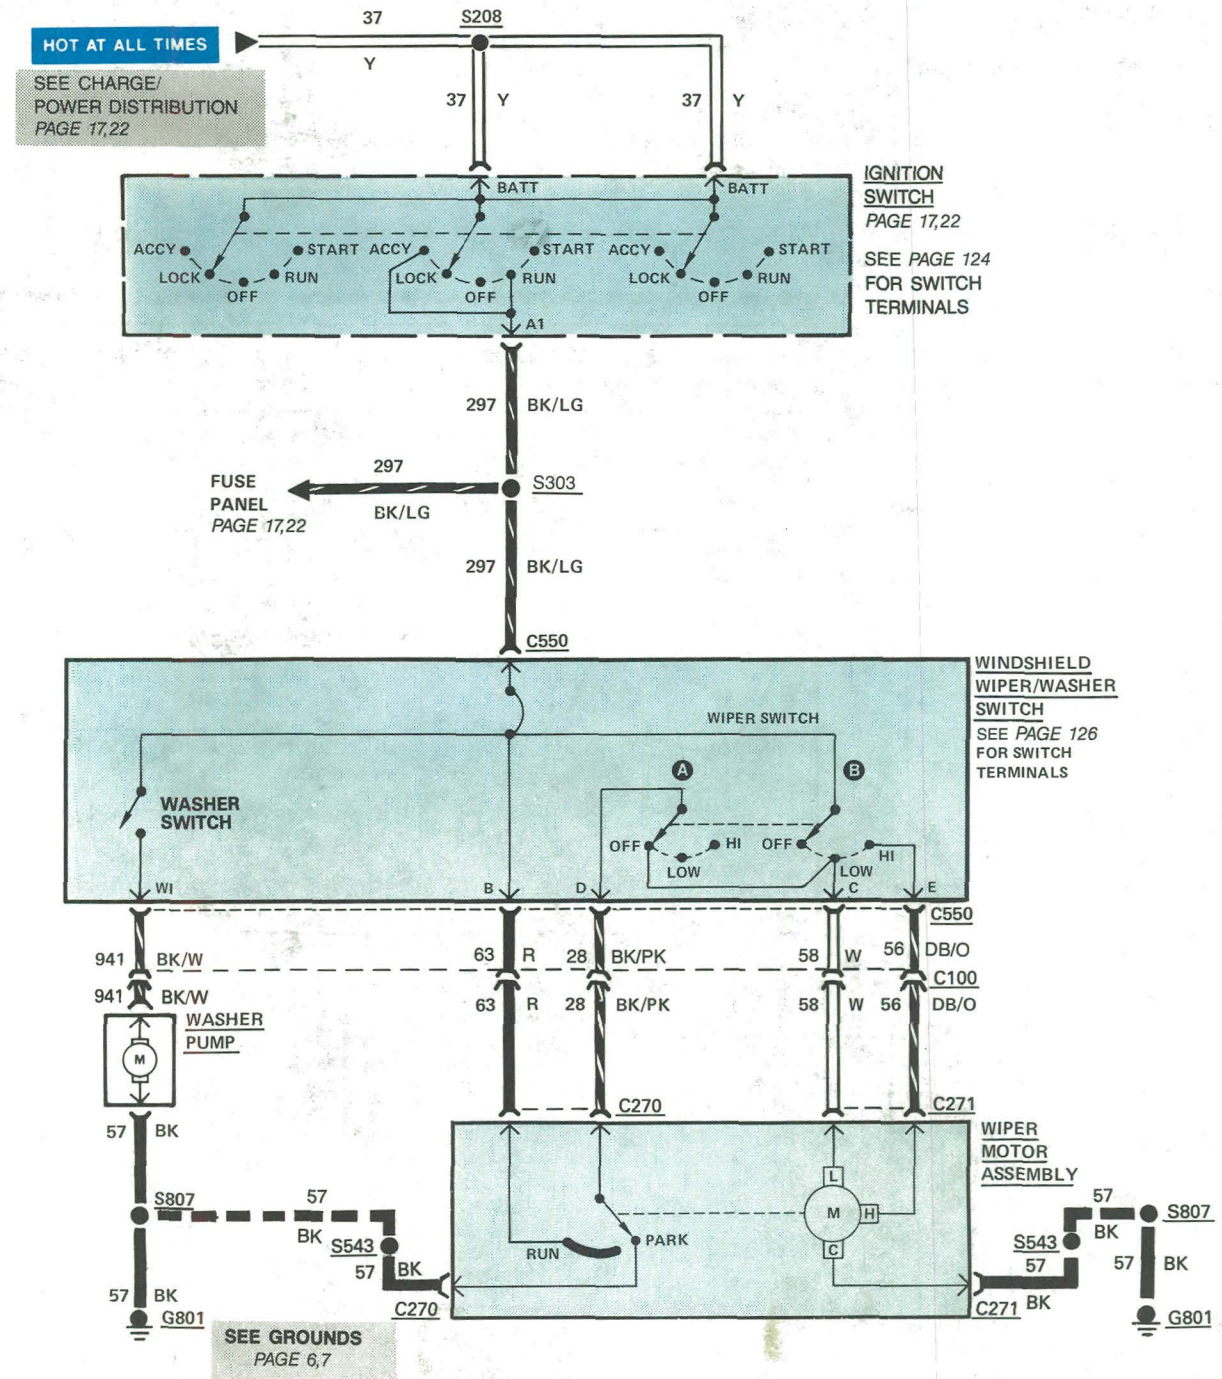 37
S208
HOT AT ALL TIMES
Y
SEE CHARGE/
POWER DISTRIBUTION
PAGE 17,22
37 Y
37 Y
IGNITION
SWITCH
PAGE 17,22
SEE PAGE 124
FOR SWITCH
TERMINALS
BATT
BATT
ACCY START ACCY START ACCY START
LOCK RUN LOCK RUN LOCK RUN
OFF OFF OFF
A1
297 BK/LG
297
S303
FUSE
PANEL
PAGE 17,22
BK/LG
297 BK/LG
C550
WINDSHIELD
WIPER/WASHER
SWITCH
SEE PAGE 126
FOR SWITCH
TERMINALS
WIPER SWITCH
A B
WASHER
SWITCH
OFF HI OFF HI
LOW LOW
WI B D C E
C550
941 BK/W 63 R 28 BK/PK 58 W 56 DB/O
C100
941 BK/W 63 R 28 BK/PK 58 W 56 DB/O
WASHER
PUMP
M
C270 C271
57 BK
WIPER
MOTOR
ASSEMBLY
L
M H
C
RUN PARK
S807
57
BK
S543
57 BK
C270
57 BK
G801
57
BK
S807
S543
57
BK
57 BK
C271
G801
SEE GROUNDS
PAGE 6,7